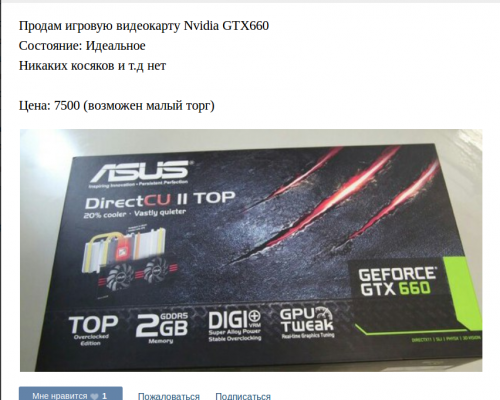 Продам игровую видеокарту Nvidia GTX660
Состояние: Идеальное
Никаких косяков и т.д нет
Цена: 7500 (возможен малый торг)
ASUS
Inspiring Innovation · Persistent Perfection
DirectCU II TOP
20% cooler · Vastly quieter
GEFORCE
GTX 660
TOP
Overclocked
Edition
2GB
GDDR5
Memory
DIGI+
VRM
Super Alloy Power
Stable Overclocking
GPU
TWEAK
Real-time Graphics Tuning
Мне нравится 1
Пожаловаться
Подписаться